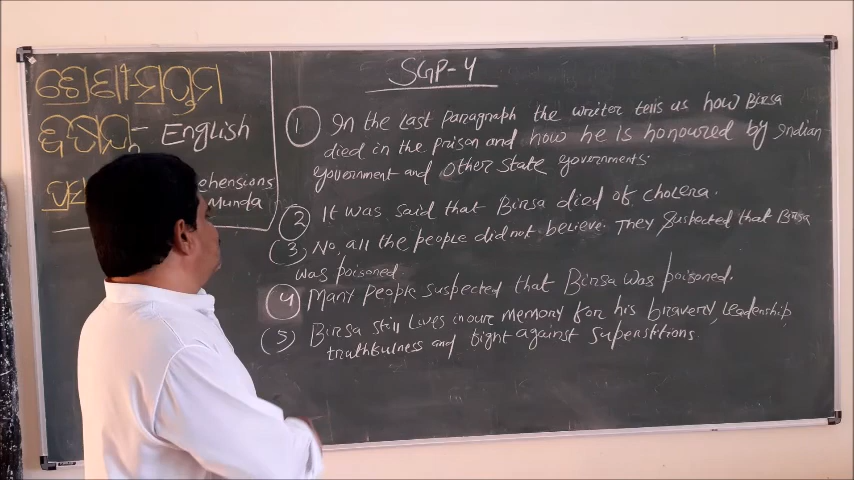 ଶ୍ରେଣୀ-ସପ୍ତମ
ବିଷୟ- English
hensions
Munda
SGP-4
(1) In the last paragraph the writer tells us how Birsa
died in the prison and how he is honoured by Indian
government and other state governments.
(2) It was said that Birsa died of cholera.
(3) No, all the people did not believe. They suspected that Birsa
was poisoned.
(4) Many people suspected that Birsa was poisoned.
(5) Birsa still lives in our memory for his bravery, leadership,
truthfulness and fight against superstitions.